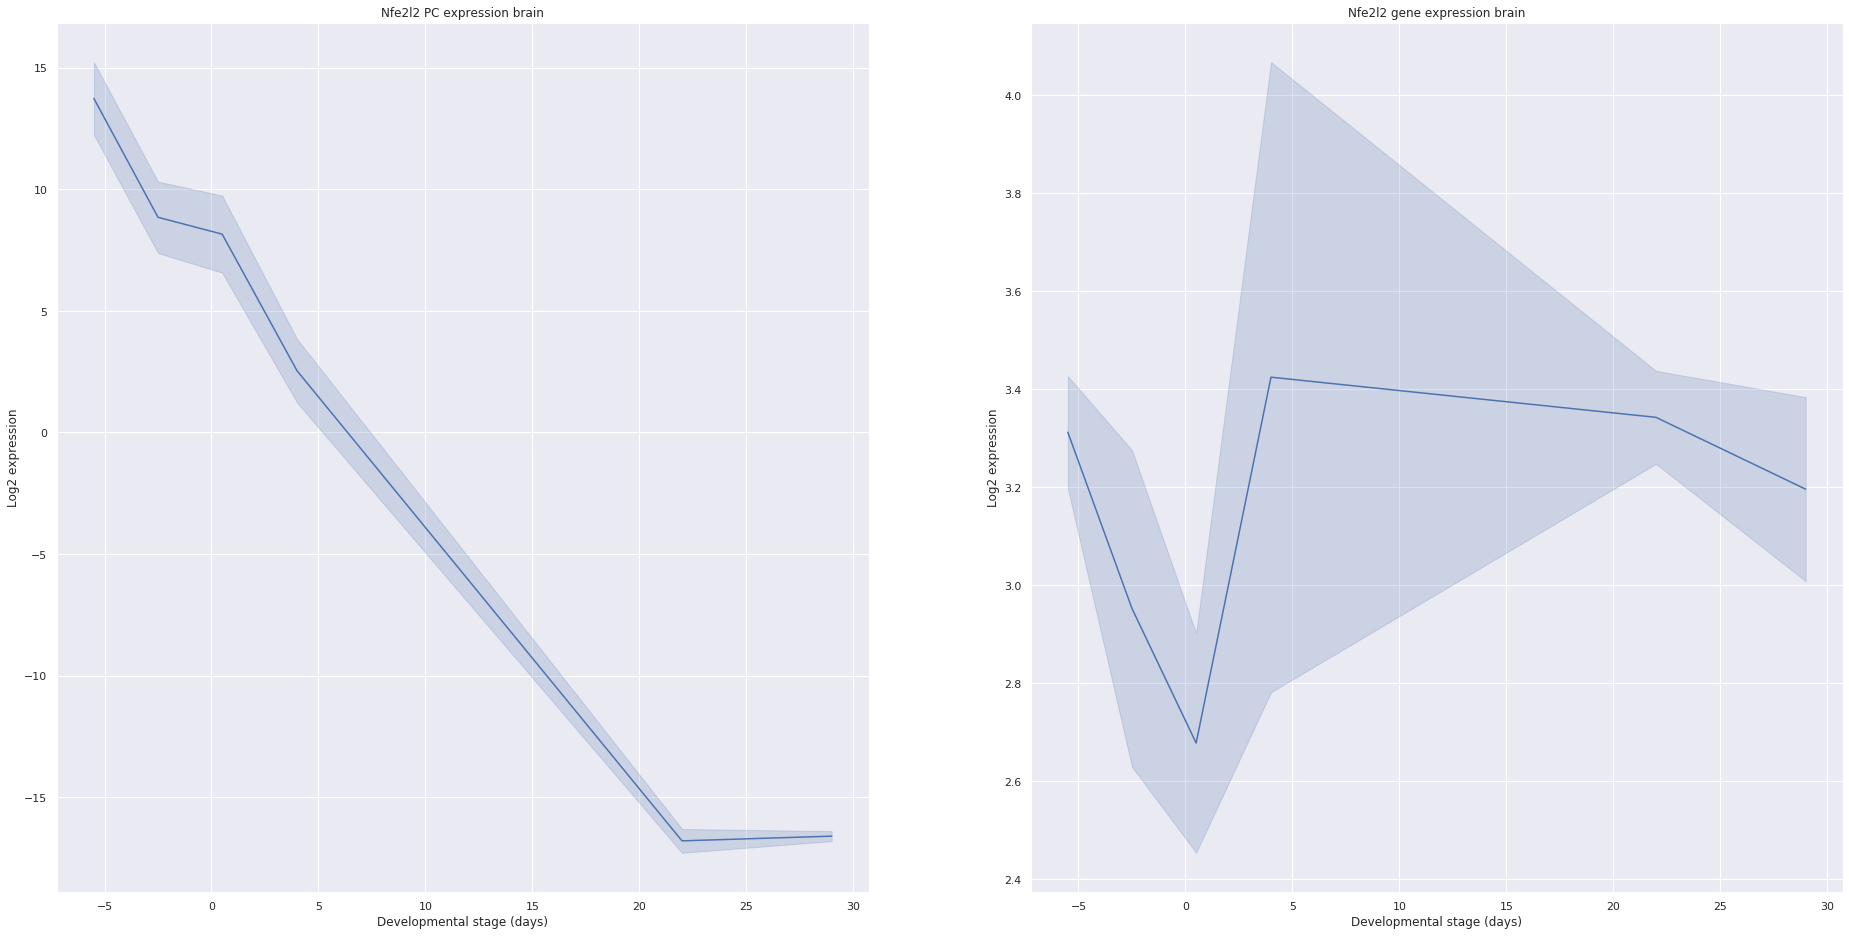 Nfe2l2 PC expression brain
Log2 expression
15
10
5
0
−5
−10
−15
−5 0 5 10 15 20 25 30
Developmental stage (days)
Nfe2l2 gene expression brain
Log2 expression
4.0
3.8
3.6
3.4
3.2
3.0
2.8
2.6
2.4
−5 0 5 10 15 20 25 30
Developmental stage (days)